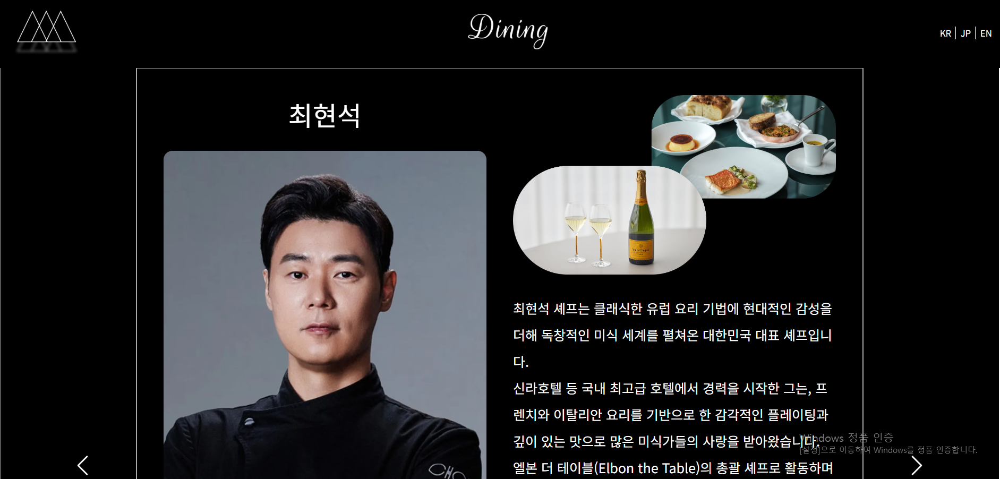 Dining
KR
JP
EN
최현석
최현석 셰프는 클래식한 유럽 요리 기법에 현대적인 감성을
더해 독창적인 미식 세계를 펼쳐온 대한민국 대표 셰프입니
다.
신라호텔 등 국내 최고급 호텔에서 경력을 시작한 그는, 프
렌치와 이탈리안 요리를 기반으로 한 감각적인 플레이팅과
깊이 있는 맛으로 많은 미식가들의 사랑을 받아왔습니다.
엘본 더 테이블(Elbon the Table)의 총괄 셰프로 활동하며
Windows 정품 인증
[설정]으로 이동하여 Windows를 정품 인증합니다.